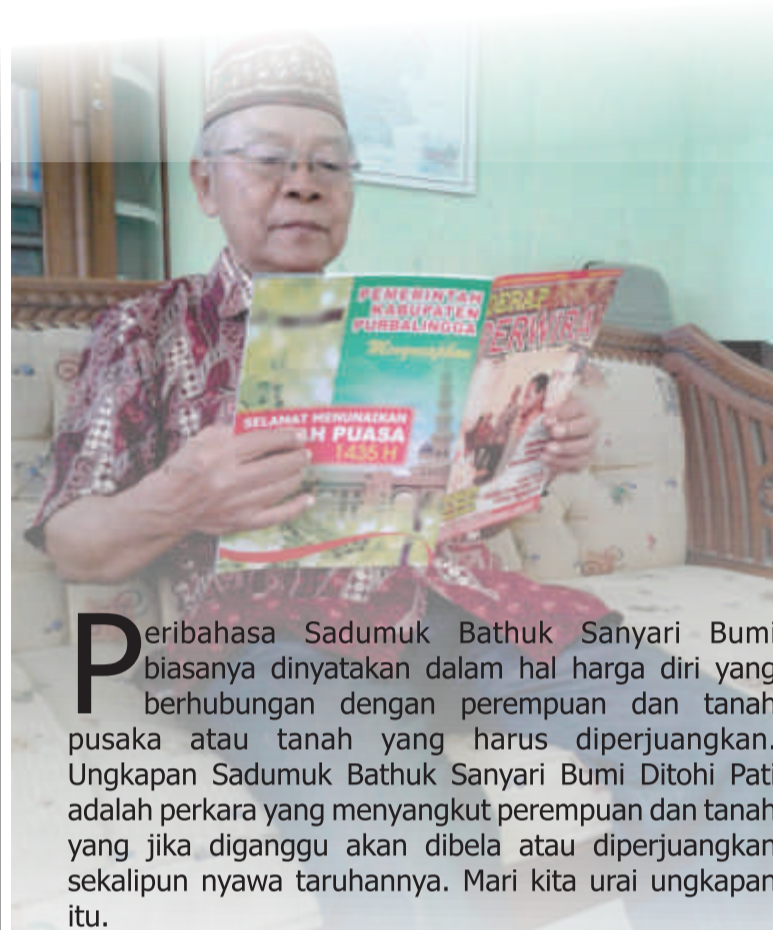 PEMERINTAH
KABUPATEN
PURBALINGGA
SELAMAT MENUNAIKAN
AH PUASA
1435 H
Peribahasa Sadumuk Bathuk Sanyari Bumi
biasanya dinyatakan dalam hal harga diri yang
berhubungan dengan perempuan dan tanah
pusaka atau tanah yang harus diperjuangkan.
Ungkapan Sadumuk Bathuk Sanyari Bumi Ditohi Pati
adalah perkara yang menyangkut perempuan dan tanah
yang jika diganggu akan dibela atau diperjuangkan
sekalipun nyawa taruhannya. Mari kita urai ungkapan
itu.